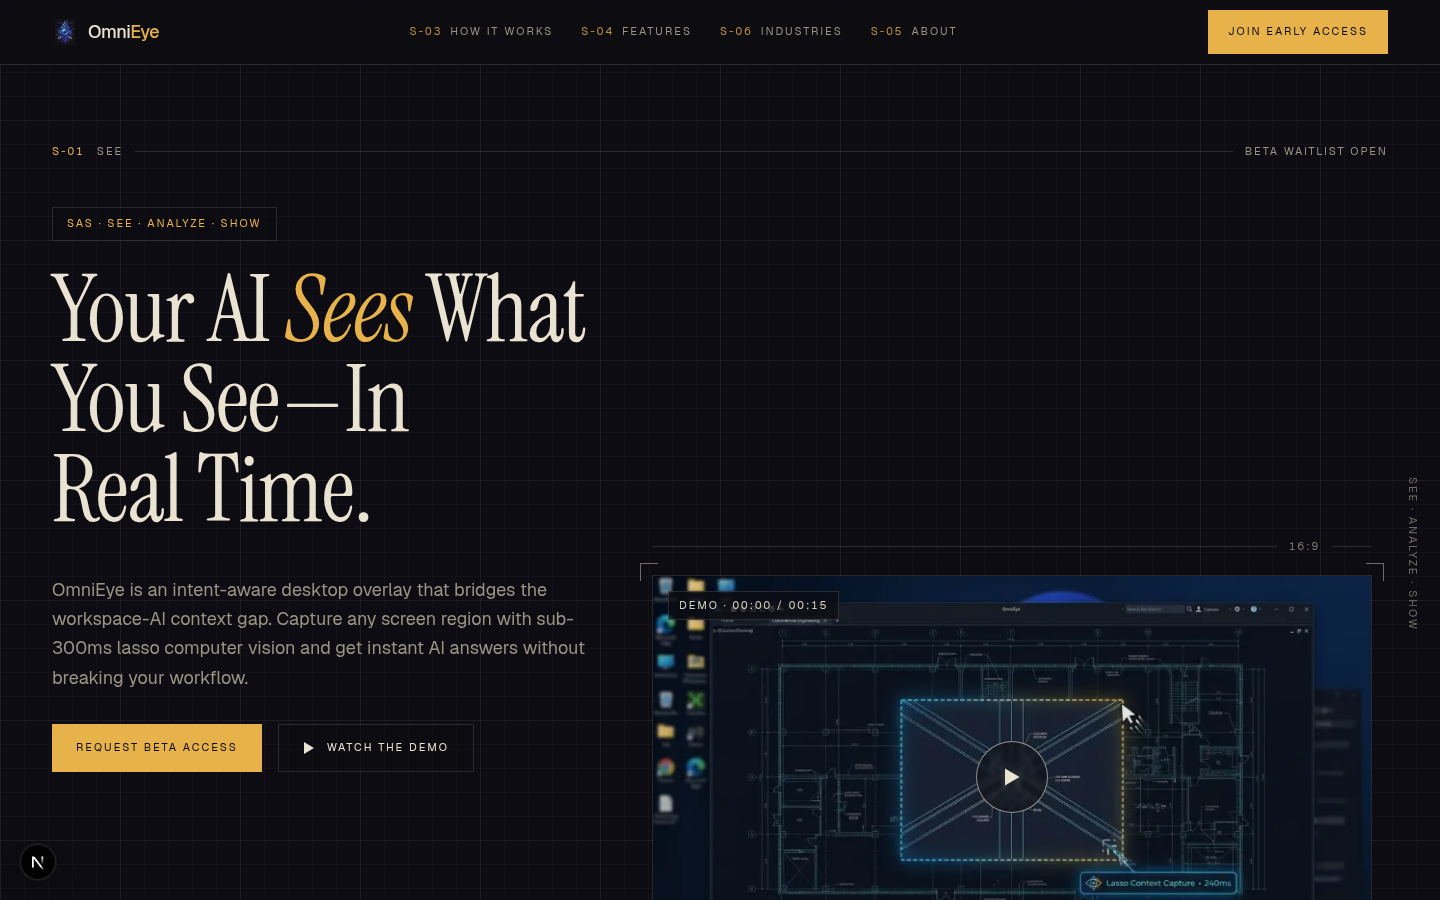 OmniEye
S-03 HOW IT WORKS
S-04 FEATURES
S-06 INDUSTRIES
S-05 ABOUT
JOIN EARLY ACCESS
S-01 SEE
BETA WAITLIST OPEN
SAS · SEE · ANALYZE · SHOW
Your AI Sees What
You See—In
Real Time.
OmniEye is an intent-aware desktop overlay that bridges the
workspace-AI context gap. Capture any screen region with sub-
300ms lasso computer vision and get instant AI answers without
breaking your workflow.
REQUEST BETA ACCESS
WATCH THE DEMO
16:9
SEE · ANALYZE · SHOW
DEMO · 00:00 / 00:15
OmniEye
Lasso Context Capture • 240ms
N